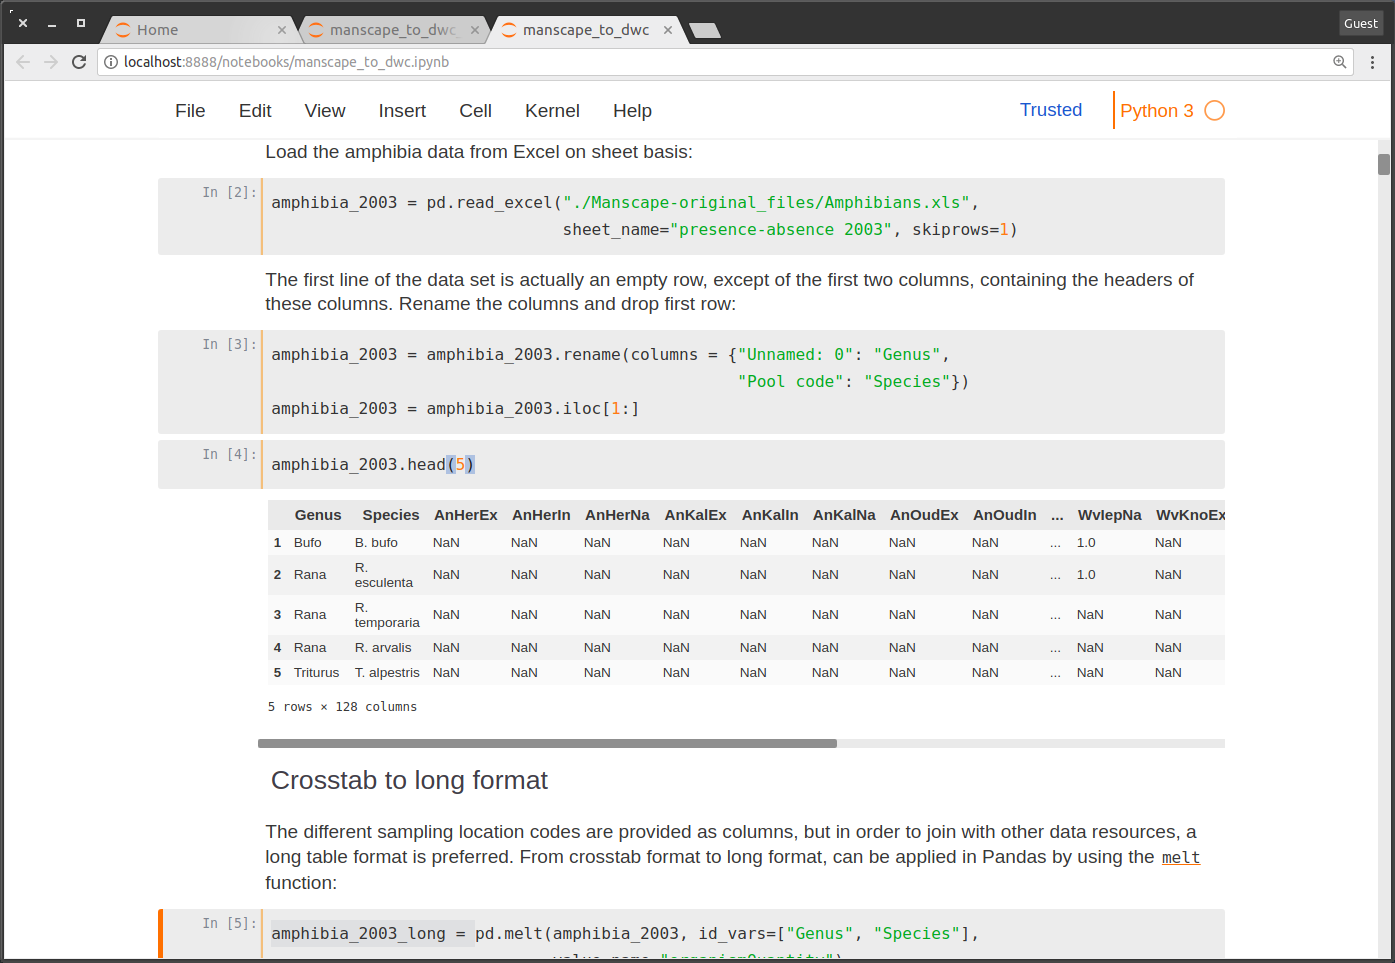 Home
manscape_to_dwc
manscape_to_dwc
Guest
localhost:8888/notebooks/manscape_to_dwc.ipynb
File Edit View Insert Cell Kernel Help Trusted Python 3
Load the amphibia data from Excel on sheet basis:
In [2]:
amphibia_2003 = pd.read_excel("./Manscape-original_files/Amphibians.xls",
sheet_name="presence-absence 2003", skiprows=1)
The first line of the data set is actually an empty row, except of the first two columns, containing the headers of
these columns. Rename the columns and drop first row:
In [3]:
amphibia_2003 = amphibia_2003.rename(columns = {"Unnamed: 0": "Genus",
"Pool code": "Species"})
amphibia_2003 = amphibia_2003.iloc[1:]
In [4]:
amphibia_2003.head(5)
Genus Species AnHerEx AnHerIn AnHerNa AnKalEx AnKalIn AnKalNa AnOudEx AnOudIn ... WvIepNa WvKnoEx
1 Bufo B. bufo NaN NaN NaN NaN NaN NaN NaN NaN ... 1.0 NaN
2 Rana R. esculenta NaN NaN NaN NaN NaN NaN NaN NaN ... 1.0 NaN
3 Rana R. temporaria NaN NaN NaN NaN NaN NaN NaN NaN ... NaN NaN
4 Rana R. arvalis NaN NaN NaN NaN NaN NaN NaN NaN ... NaN NaN
5 Triturus T. alpestris NaN NaN NaN NaN NaN NaN NaN NaN ... NaN NaN
5 rows × 128 columns
Crosstab to long format
The different sampling location codes are provided as columns, but in order to join with other data resources, a
long table format is preferred. From crosstab format to long format, can be applied in Pandas by using the melt
function:
In [5]:
amphibia_2003_long = pd.melt(amphibia_2003, id_vars=["Genus", "Species"],